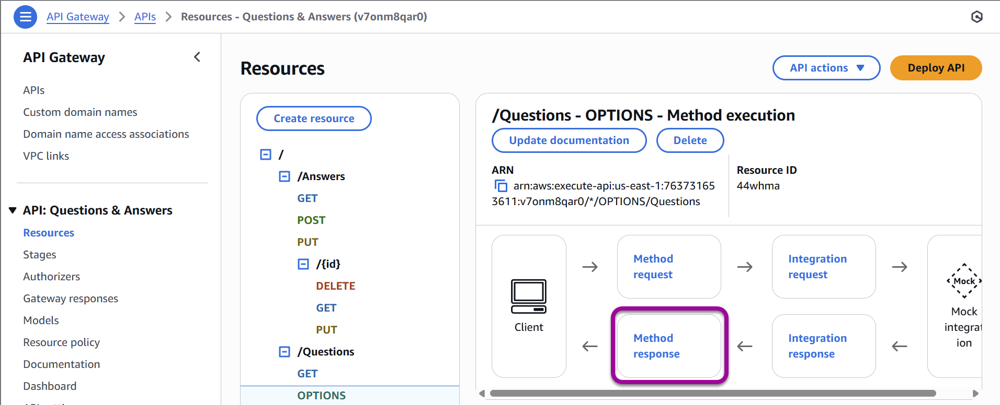 API Gateway
APIs
Resources - Questions & Answers (v7onm8qar0)
API Gateway
APIs
Custom domain names
Domain name access associations
VPC links
API: Questions & Answers
Resources
Stages
Authorizers
Gateway responses
Models
Resource policy
Documentation
Dashboard
Resources
API actions
Deploy API
Create resource
/
/Answers
GET
POST
PUT
/{id}
DELETE
GET
PUT
/Questions
GET
OPTIONS
/Questions - OPTIONS - Method execution
Update documentation
Delete
ARN
arn:aws:execute-api:us-east-1:76373165
3611:v7onm8qar0/*/OPTIONS/Questions
Resource ID
44whma
Client
Method
request
Integration
request
Method
response
Integration
response
Mock
Mock
integrat
ion